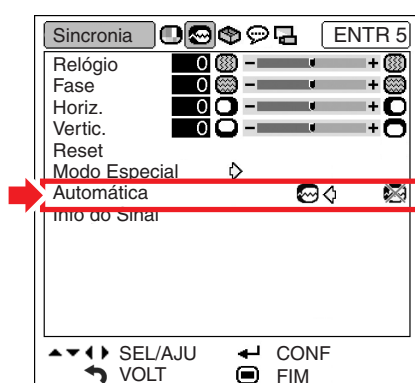 Sincronia ENTR 5
Relógio 0 - +
Fase 0 - +
Horiz. 0 - +
Vertic. 0 - +
Reset
Modo Especial
Automática
Info do Sinal
SEL/AJU CONF
VOLT FIM